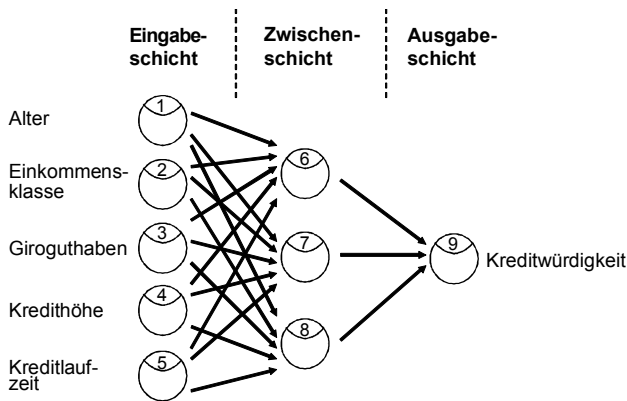 Eingabe-
schicht
Zwischen-
schicht
Ausgabe-
schicht
Alter
1
Einkommens-
klasse
2
Giroguthaben
3
Kredithöhe
4
Kreditlauf-
zeit
5
6
7
8
9
Kreditwürdigkeit